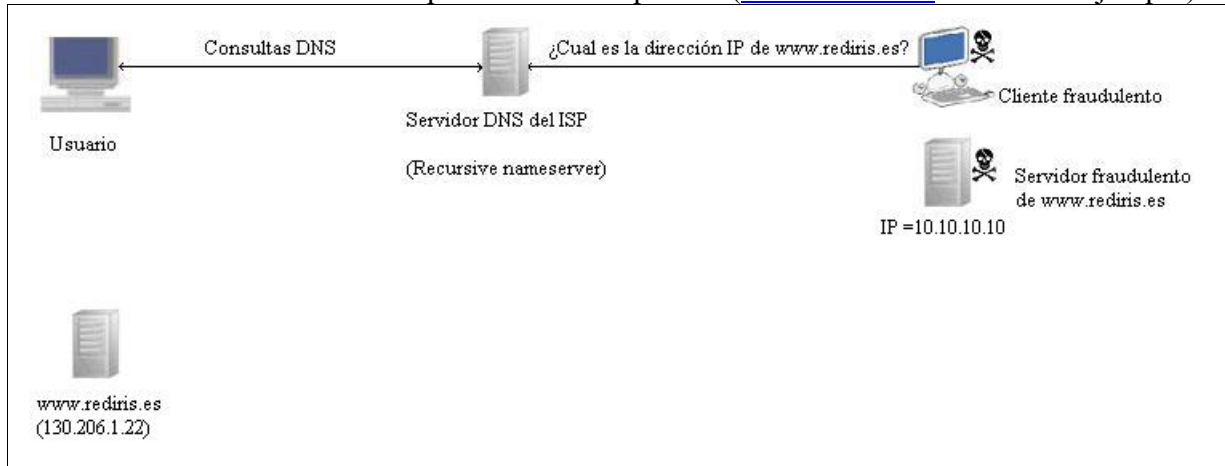 Consultas DNS
¿Cual es la dirección IP de www.rediris.es?
Usuario
Servidor DNS del ISP
(Recursive nameserver)
Cliente fraudulento
Servidor fraudulento
de www.rediris.es
IP =10.10.10.10
www.rediris.es
(130.206.1.22)